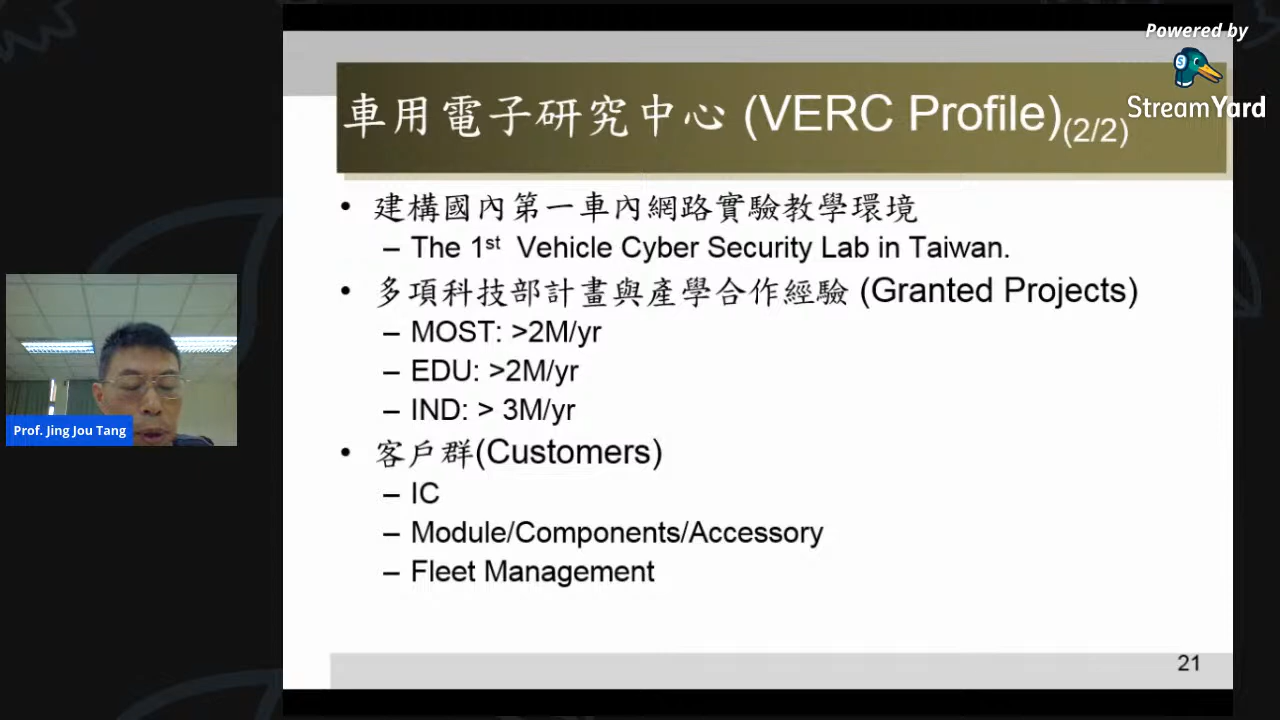 Powered by
StreamYard
車用電子研究中心 (VERC Profile)(2/2)
• 建構國內第一車內網路實驗教學環境
– The 1st Vehicle Cyber Security Lab in Taiwan.
• 多項科技部計畫與產學合作經驗 (Granted Projects)
– MOST: >2M/yr
– EDU: >2M/yr
– IND: > 3M/yr
• 客戶群(Customers)
– IC
– Module/Components/Accessory
– Fleet Management
21
Prof. Jing Jou Tang